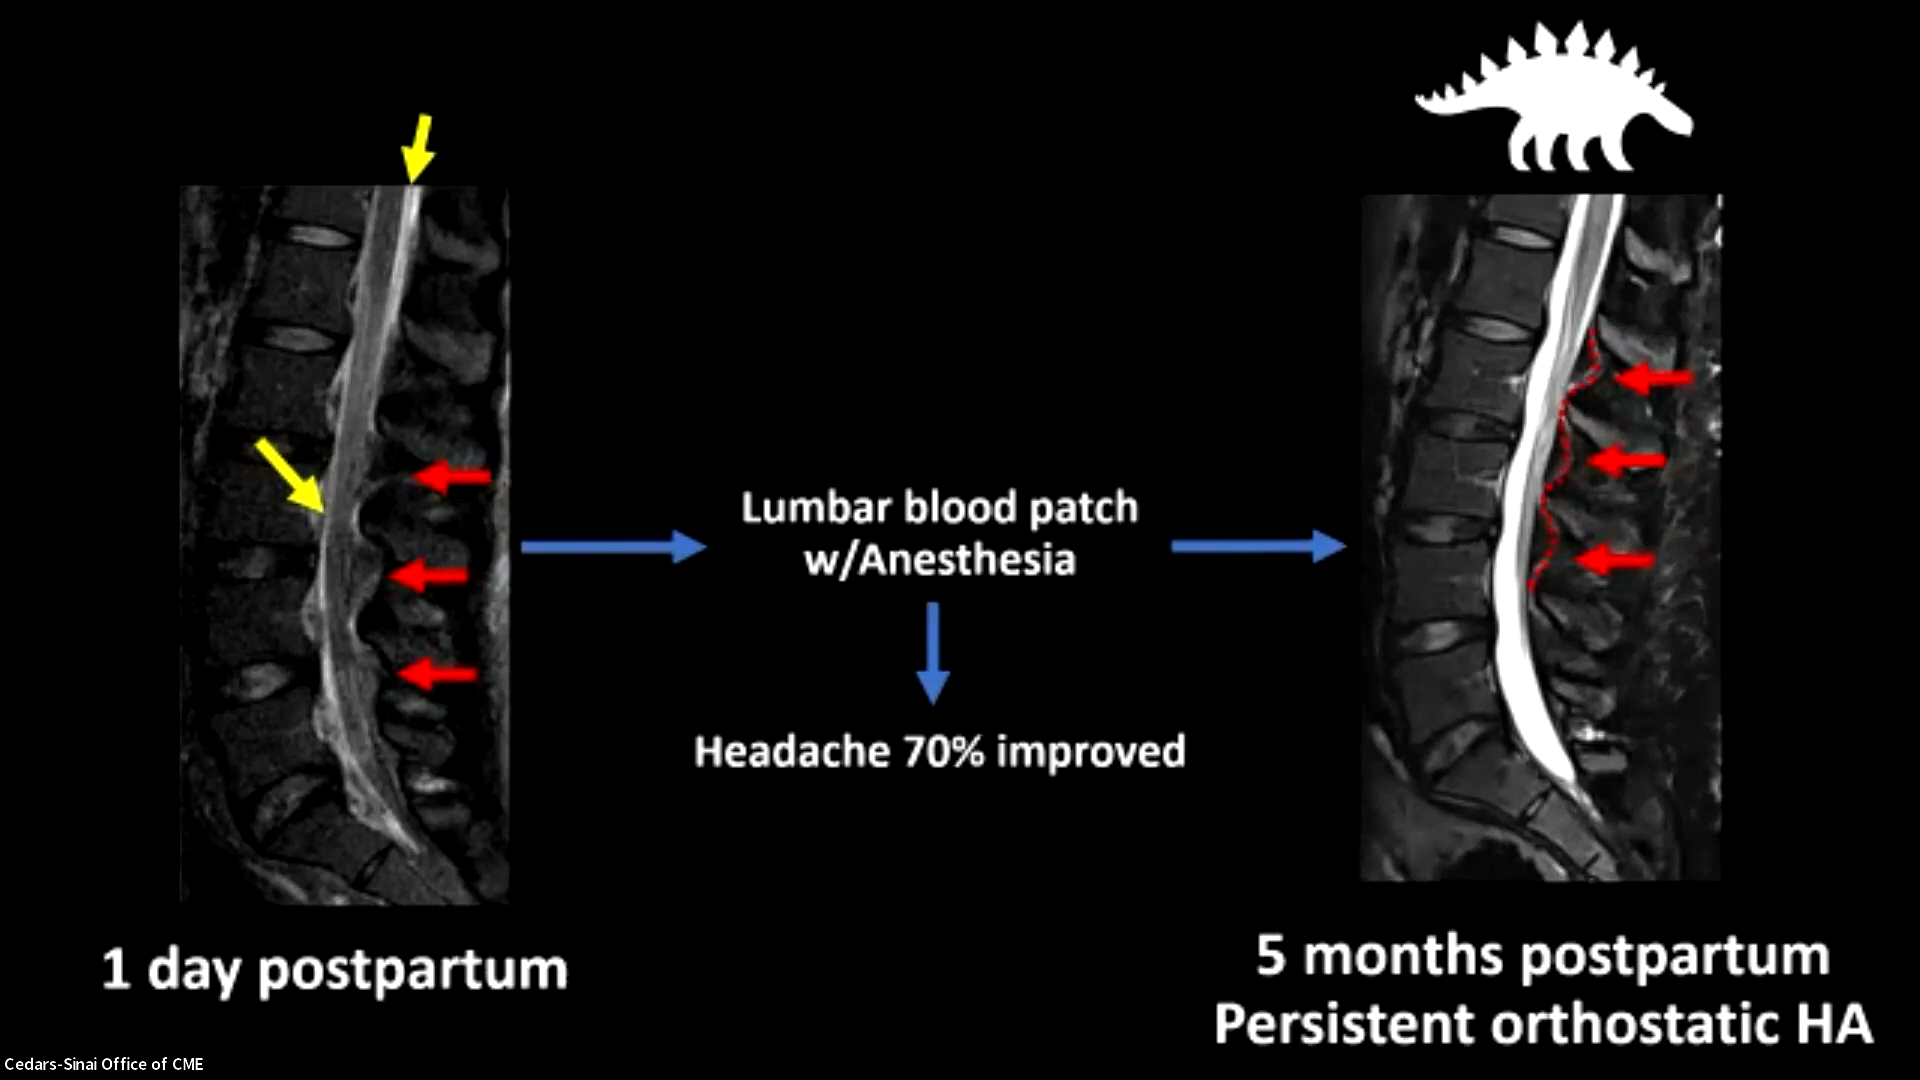 Lumbar blood patch
w/Anesthesia
Headache 70% improved
1 day postpartum
5 months postpartum
Persistent orthostatic HA
Cedars-Sinai Office of CME